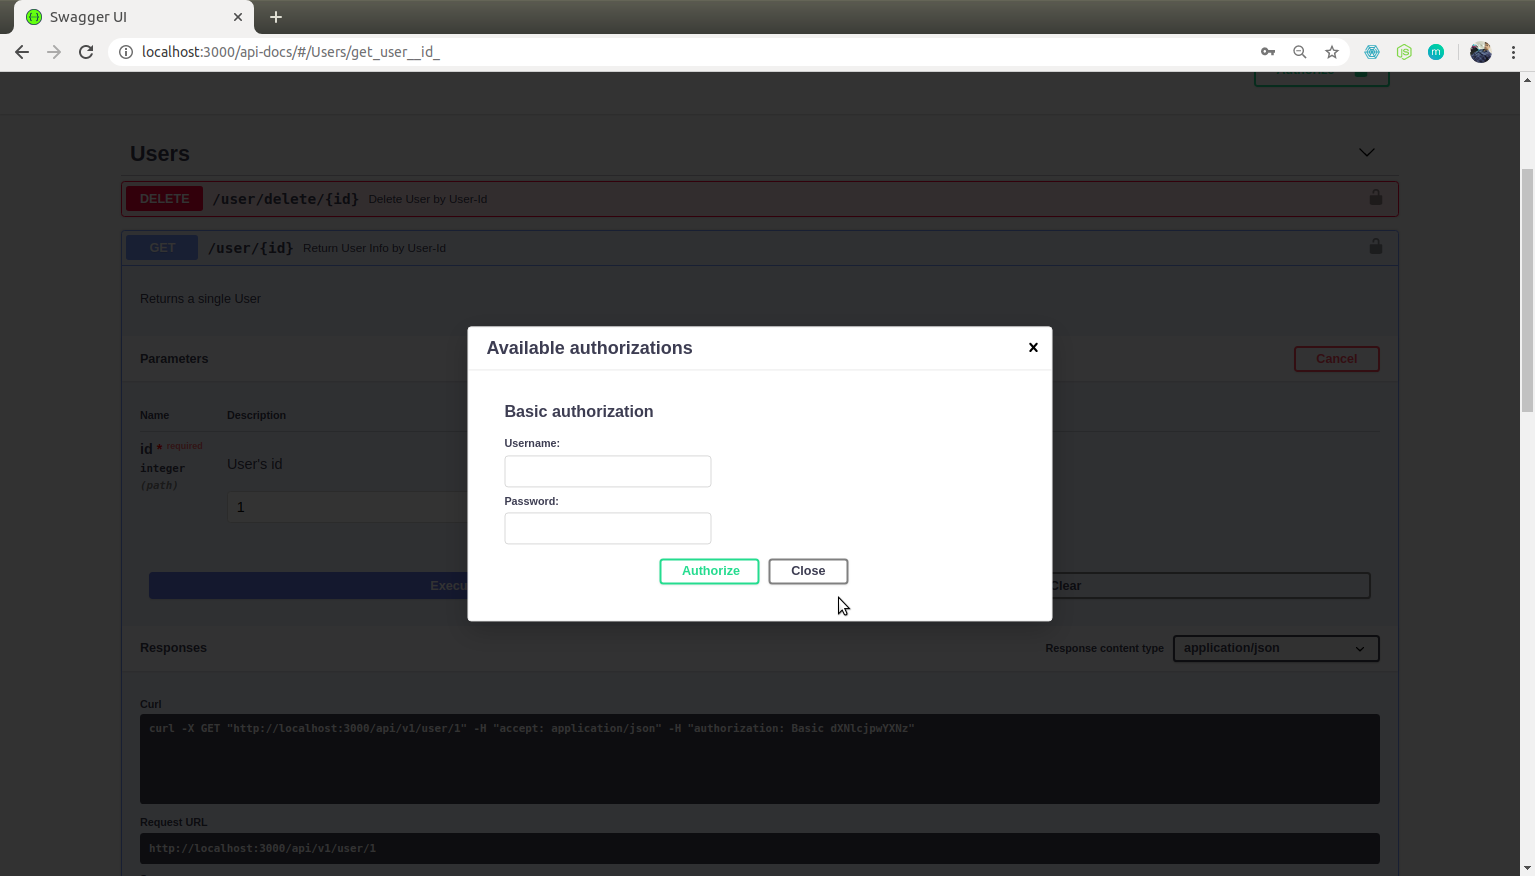 Swagger UI
localhost:3000/api-docs/#/Users/get_user__id_
Users
DELETE /user/delete/{id} Delete User by User-Id
GET /user/{id} Return User Info by User-Id
Returns a single User
Available authorizations
Parameters
Cancel
Basic authorization
Name Description
Username:
id * required
integer
(path)
User's id
Password:
1
Authorize Close
Clear
Responses
Response content type application/json
Curl
curl -X GET "http://localhost:3000/api/v1/user/1" -H "accept: application/json" -H "authorization: Basic dXNlcjpwYXNz"
Request URL
http://localhost:3000/api/v1/user/1